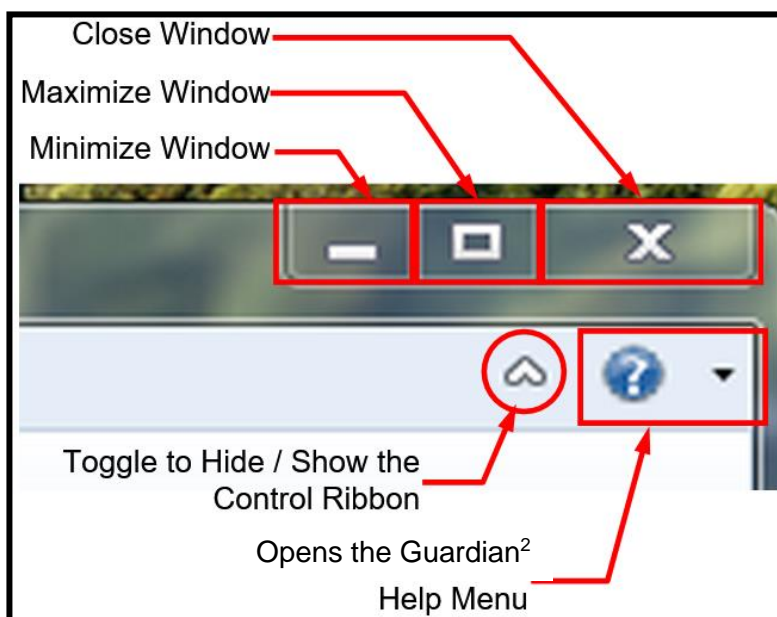 Close Window
Maximize Window
Minimize Window
Toggle to Hide / Show the
Control Ribbon
Opens the Guardian²
Help Menu